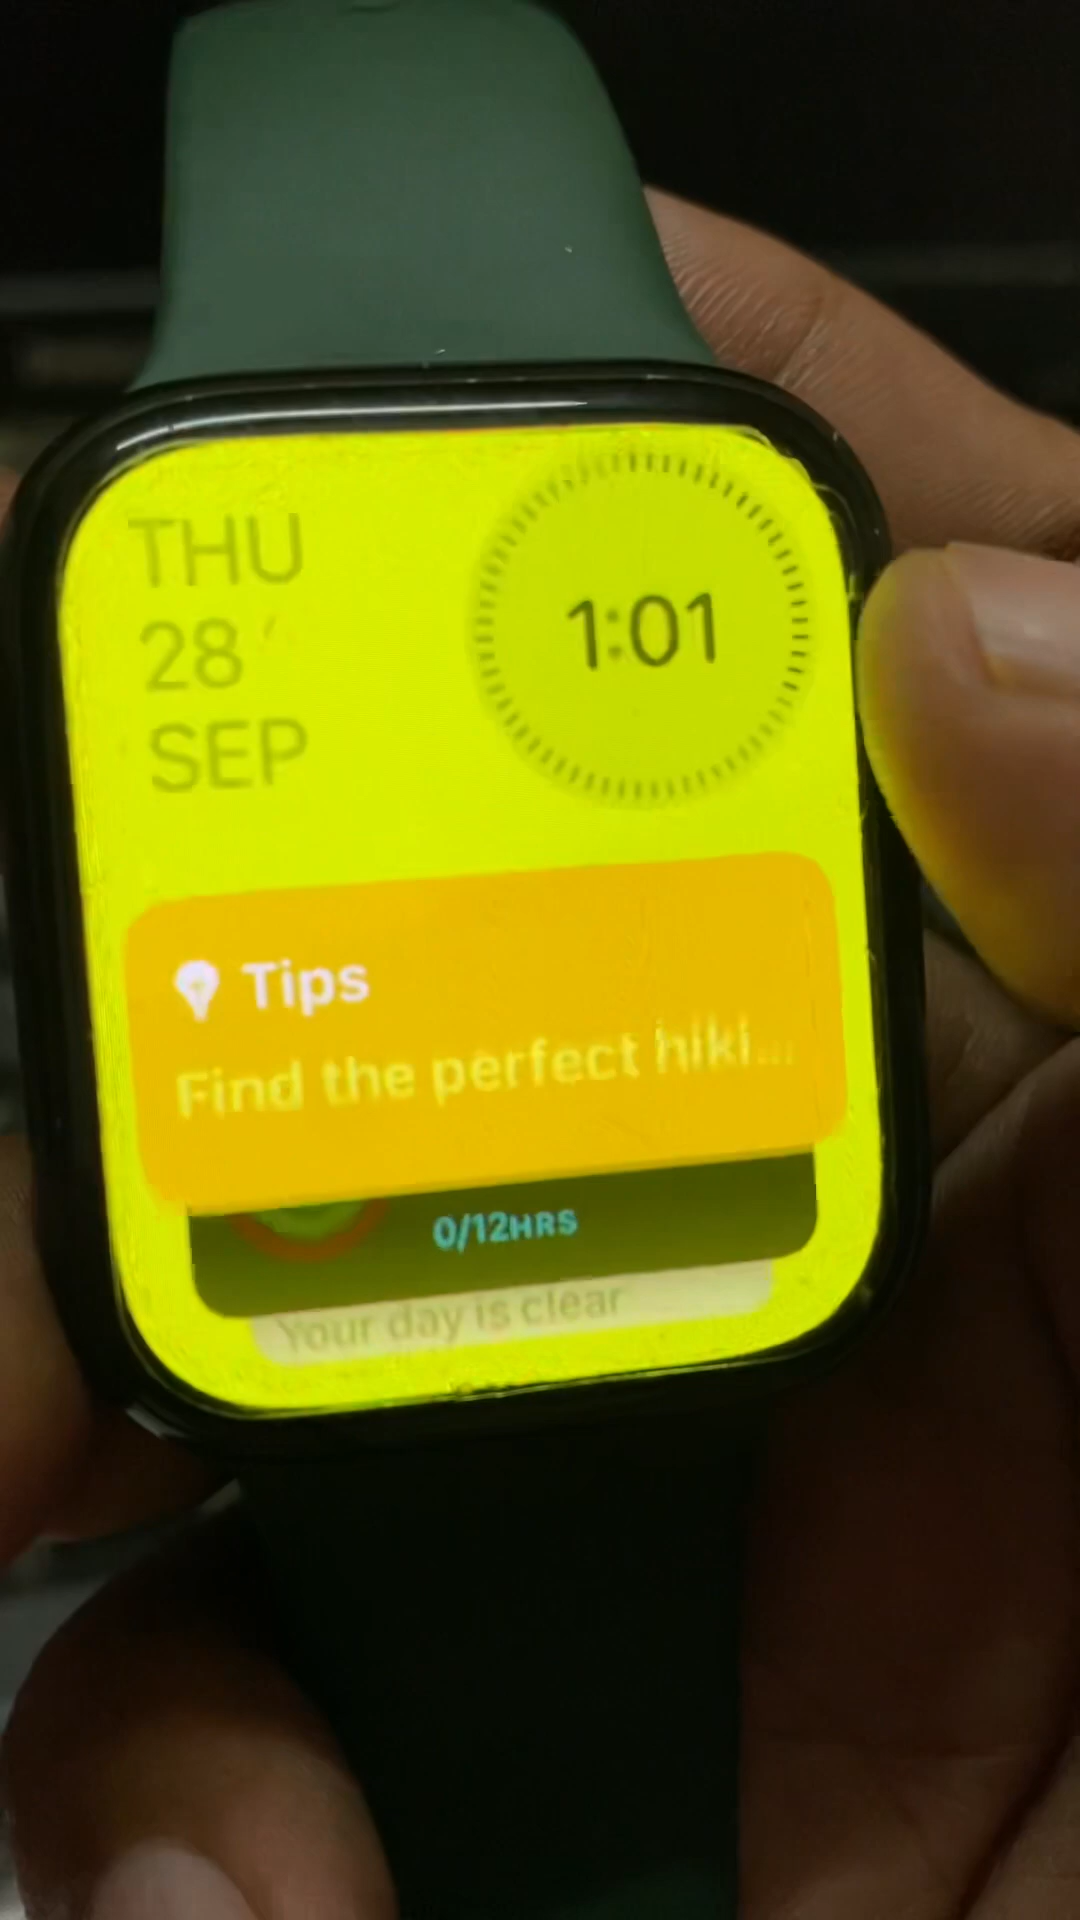 THU
28
SEP
1:01
Tips
Find the perfect hiki...
0/12HRS
Your day is clear